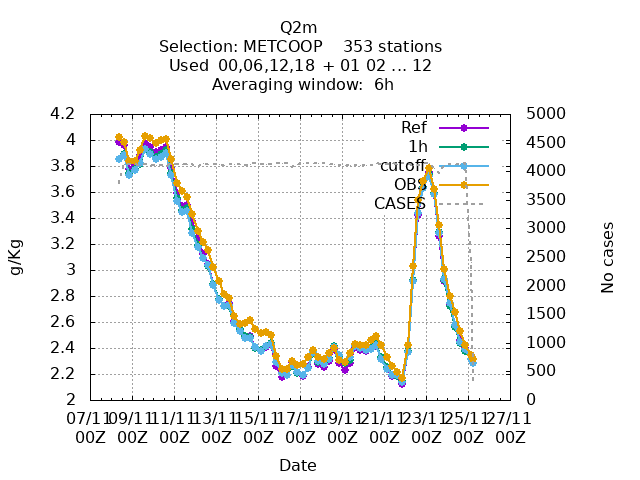 Q2m
Selection: METCOOP    353 stations
Used  00,06,12,18 + 01 02 ... 12
Averaging window:  6h
4.2
4
3.8
3.6
3.4
3.2
3
2.8
2.6
2.4
2.2
2
g/Kg
5000
4500
4000
3500
3000
2500
2000
1500
1000
500
0
No cases
Ref
1h
cutoff
OBS
CASES
07/11 09/11 11/11 13/11 15/11 17/11 19/11 21/11 23/11 25/11 27/11
00Z 00Z 00Z 00Z 00Z 00Z 00Z 00Z 00Z 00Z 00Z
Date